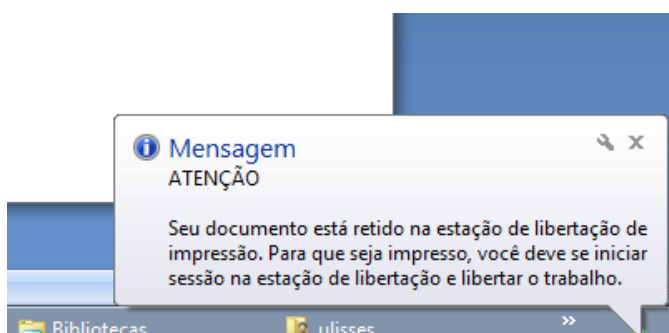 Mensagem
ATENÇÃO
Seu documento está retido na estação de libertação de
impressão. Para que seja impresso, você deve se iniciar
sessão na estação de libertação e libertar o trabalho.
Bibliotecas
ulisses
»